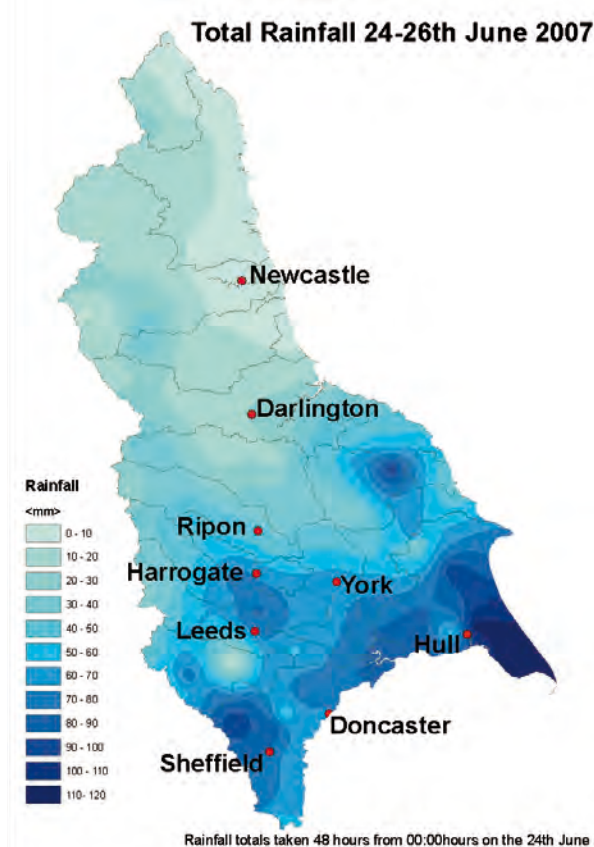 Total Rainfall 24-26th June 2007
Newcastle
Darlington
Rainfall
<mm>
0 - 10
10 - 20
20 - 30
30 - 40
40 - 50
50 - 60
60 - 70
70 - 80
80 - 90
90 - 100
100 - 110
110- 120
Ripon
Harrogate
York
Leeds
Hull
Doncaster
Sheffield
Rainfall totals taken 48 hours from 00:00hours on the 24th June